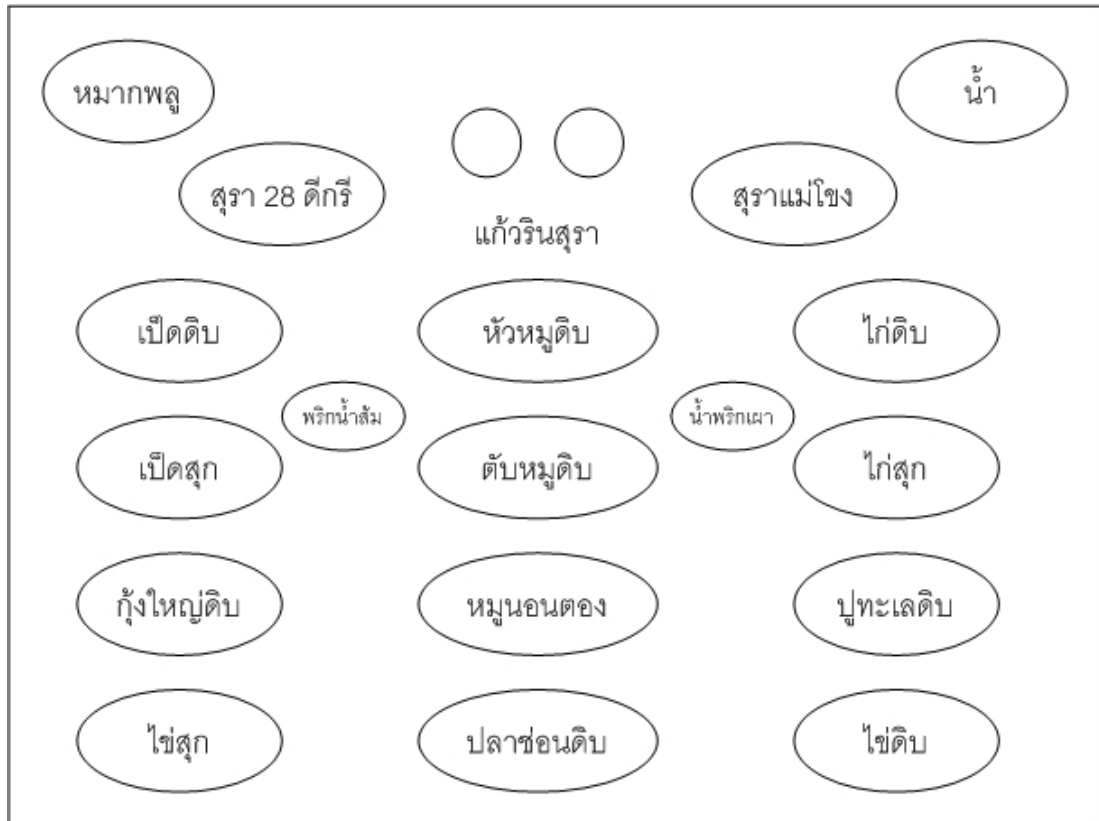 หมากพลู
น้ำ
สุรา 28 ดีกรี
สุราแม่โขง
แก้วรินสุรา
เป็ดดิบ
หัวหมูดิบ
ไก่ดิบ
พริกน้ำส้ม
น้ำพริกเผา
เป็ดสุก
ตับหมูดิบ
ไก่สุก
กุ้งใหญ่ดิบ
หมูนอนตอง
ปูทะเลดิบ
ไข่สุก
ปลาช่อนดิบ
ไข่ดิบ